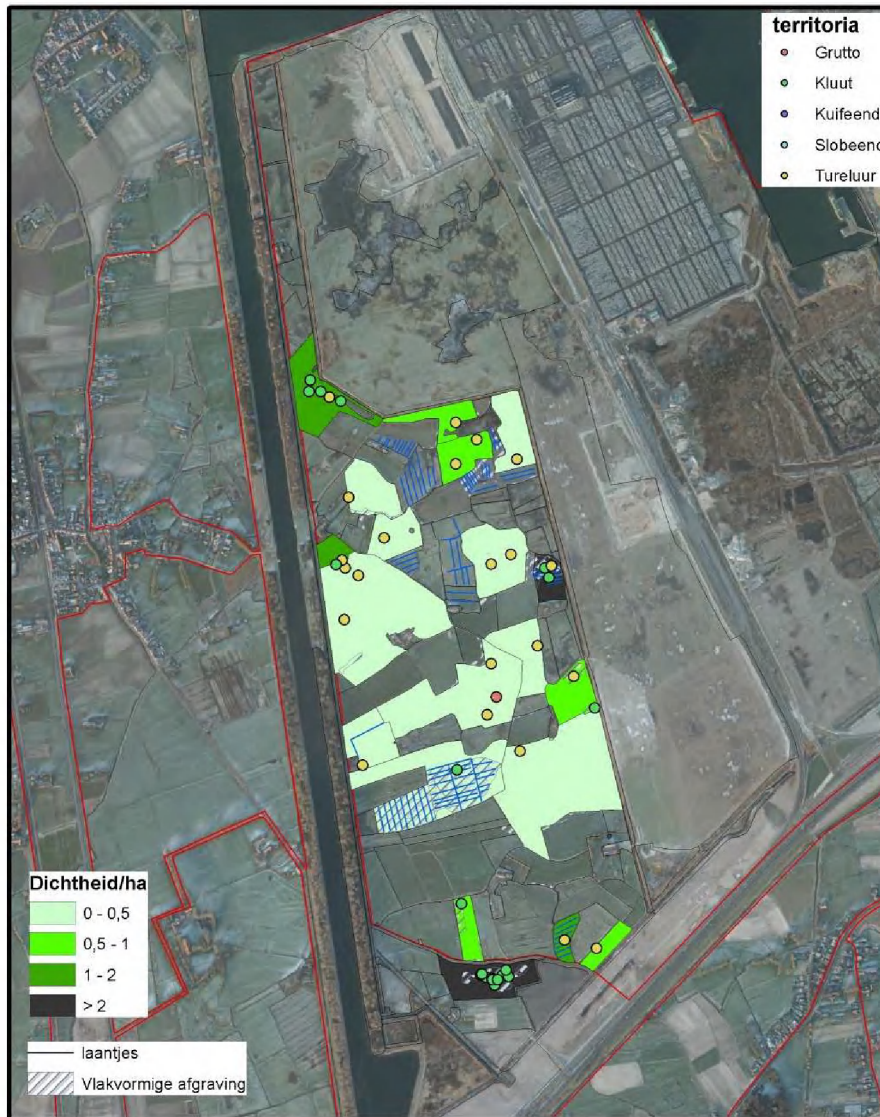 territoria
Grutto
Kluut
Kuifeend
Slobeend
Tureluur
Dichtheid/ha
0 - 0,5
0,5 - 1
1 - 2
> 2
laantjes
Vlakvormige afgraving